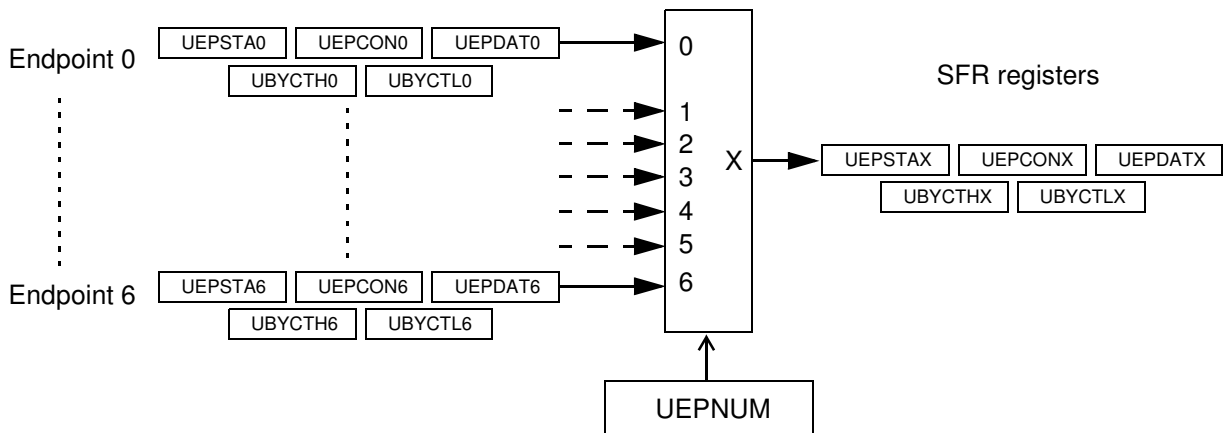 Endpoint 0
UEPSTA0 UEPCON0 UEPDAT0
UBYCTH0 UBYCTL0
0
1
2
3
4
5
6
X
SFR registers
UEPSTAX UEPCONX UEPDATX
UBYCTHX UBYCTLX
Endpoint 6
UEPSTA6 UEPCON6 UEPDAT6
UBYCTH6 UBYCTL6
UEPNUM